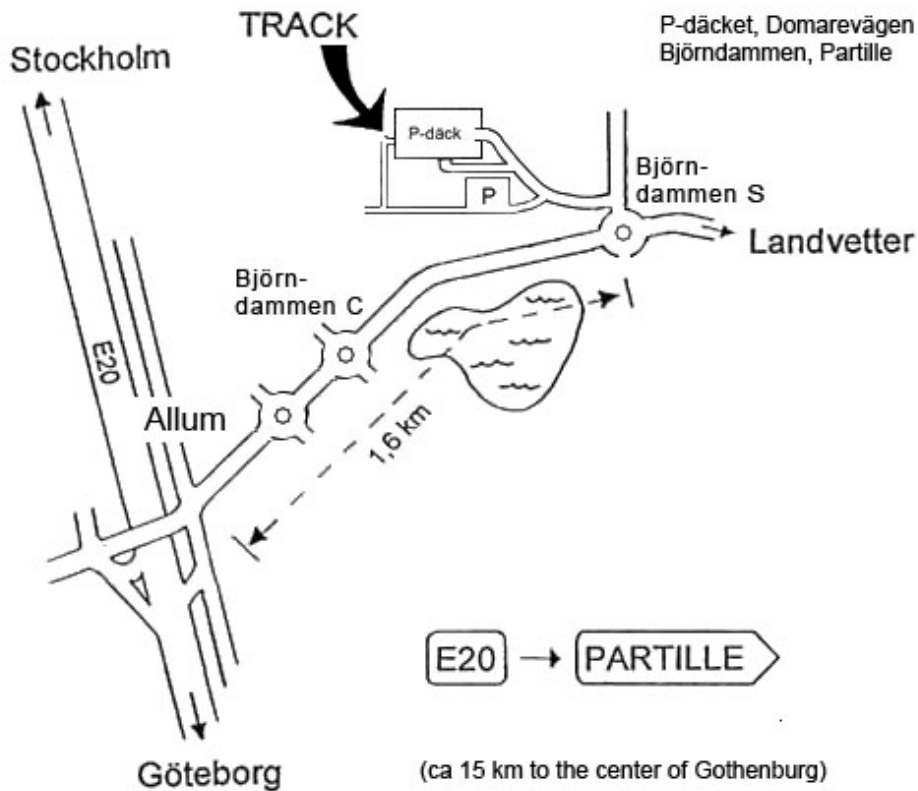 TRACK
P-däcket, Domarevägen
Björndammen, Partille
Stockholm
P-däck
P
Björn-
dammen S
Landvetter
Björn-
dammen C
E20
Allum
1,6 km
E20
PARTILLE
Göteborg
(ca 15 km to the center of Gothenburg)